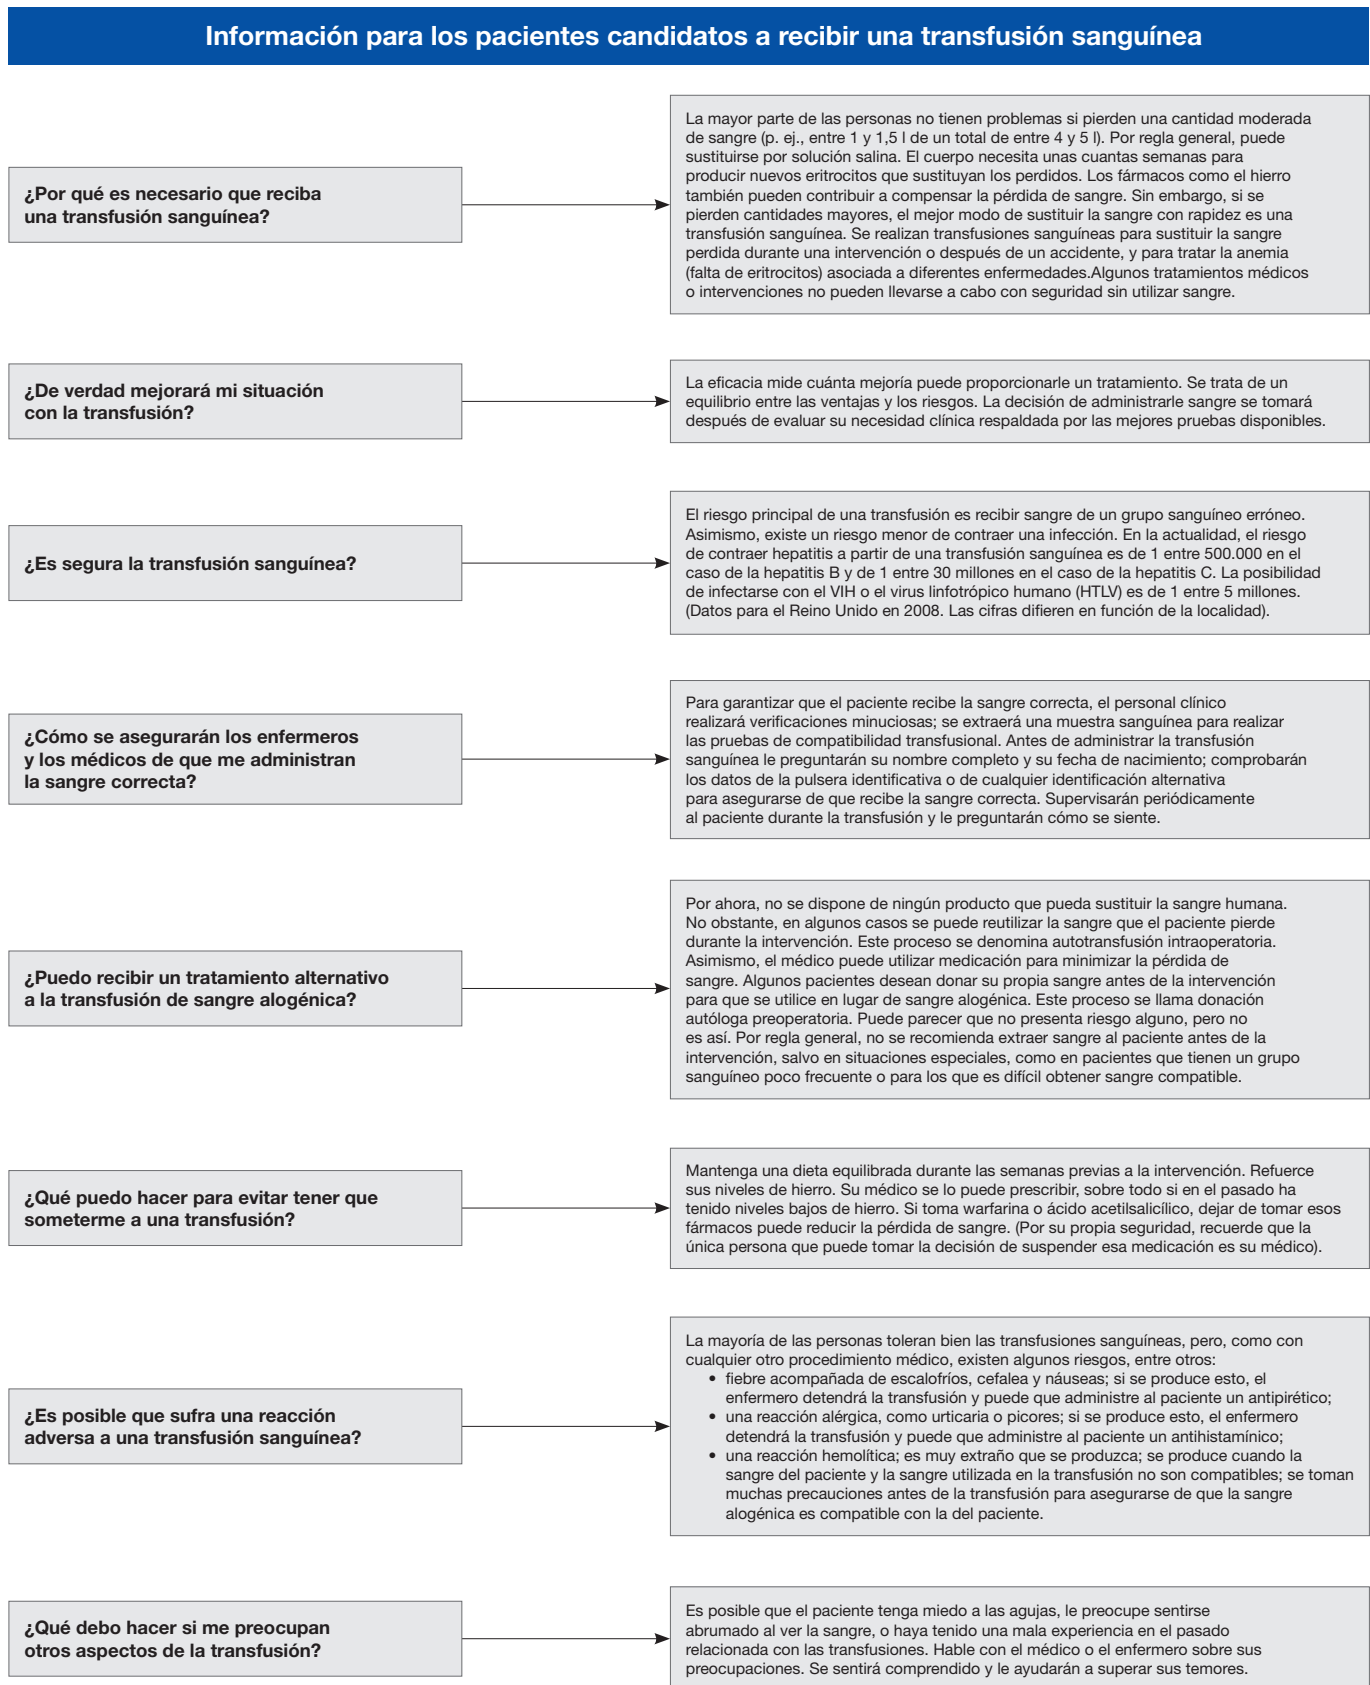 Información para los pacientes candidatos a recibir una transfusión sanguínea
¿Por qué es necesario que reciba
una transfusión sanguínea?
La mayor parte de las personas no tienen problemas si pierden una cantidad moderada
de sangre (p. ej., entre 1 y 1,5 l de un total de entre 4 y 5 l). Por regla general, puede
sustituirse por solución salina. El cuerpo necesita unas cuantas semanas para
producir nuevos eritrocitos que sustituyan los perdidos. Los fármacos como el hierro
también pueden contribuir a compensar la pérdida de sangre. Sin embargo, si se
pierden cantidades mayores, el mejor modo de sustituir la sangre con rapidez es una
transfusión sanguínea. Se realizan transfusiones sanguíneas para sustituir la sangre
perdida durante una intervención o después de un accidente, y para tratar la anemia
(falta de eritrocitos) asociada a diferentes enfermedades.Algunos tratamientos médicos
o intervenciones no pueden llevarse a cabo con seguridad sin utilizar sangre.
¿De verdad mejorará mi situación
con la transfusión?
La eficacia mide cuánta mejoría puede proporcionarle un tratamiento. Se trata de un
equilibrio entre las ventajas y los riesgos. La decisión de administrarle sangre se tomará
después de evaluar su necesidad clínica respaldada por las mejores pruebas disponibles.
¿Es segura la transfusión sanguínea?
El riesgo principal de una transfusión es recibir sangre de un grupo sanguíneo erróneo.
Asimismo, existe un riesgo menor de contraer una infección. En la actualidad, el riesgo
de contraer hepatitis a partir de una transfusión sanguínea es de 1 entre 500.000 en el
caso de la hepatitis B y de 1 entre 30 millones en el caso de la hepatitis C. La posibilidad
de infectarse con el VIH o el virus linfotrópico humano (HTLV) es de 1 entre 5 millones.
(Datos para el Reino Unido en 2008. Las cifras difieren en función de la localidad).
¿Cómo se asegurarán los enfermeros
y los médicos de que me administran
la sangre correcta?
Para garantizar que el paciente recibe la sangre correcta, el personal clínico
realizará verificaciones minuciosas; se extraerá una muestra sanguínea para realizar
las pruebas de compatibilidad transfusional. Antes de administrar la transfusión
sanguínea le preguntarán su nombre completo y su fecha de nacimiento; comprobarán
los datos de la pulsera identificativa o de cualquier identificación alternativa
para asegurarse de que recibe la sangre correcta. Supervisarán periódicamente
al paciente durante la transfusión y le preguntarán cómo se siente.
¿Puedo recibir un tratamiento alternativo
a la transfusión de sangre alogénica?
Por ahora, no se dispone de ningún producto que pueda sustituir la sangre humana.
No obstante, en algunos casos se puede reutilizar la sangre que el paciente pierde
durante la intervención. Este proceso se denomina autotransfusión intraoperatoria.
Asimismo, el médico puede utilizar medicación para minimizar la pérdida de
sangre. Algunos pacientes desean donar su propia sangre antes de la intervención
para que se utilice en lugar de sangre alogénica. Este proceso se llama donación
autóloga preoperatoria. Puede parecer que no presenta riesgo alguno, pero no
es así. Por regla general, no se recomienda extraer sangre al paciente antes de la
intervención, salvo en situaciones especiales, como en pacientes que tienen un grupo
sanguíneo poco frecuente o para los que es difícil obtener sangre compatible.
¿Qué puedo hacer para evitar tener que
someterme a una transfusión?
Mantenga una dieta equilibrada durante las semanas previas a la intervención. Refuerce
sus niveles de hierro. Su médico se lo puede prescribir, sobre todo si en el pasado ha
tenido niveles bajos de hierro. Si toma warfarina o ácido acetilsalicílico, dejar de tomar esos
fármacos puede reducir la pérdida de sangre. (Por su propia seguridad, recuerde que la
única persona que puede tomar la decisión de suspender esa medicación es su médico).
¿Es posible que sufra una reacción
adversa a una transfusión sanguínea?
La mayoría de las personas toleran bien las transfusiones sanguíneas, pero, como con
cualquier otro procedimiento médico, existen algunos riesgos, entre otros:
• fiebre acompañada de escalofríos, cefalea y náuseas; si se produce esto, el
enfermero detendrá la transfusión y puede que administre al paciente un antipirético;
• una reacción alérgica, como urticaria o picores; si se produce esto, el enfermero
detendrá la transfusión y puede que administre al paciente un antihistamínico;
• una reacción hemolítica; es muy extraño que se produzca; se produce cuando la
sangre del paciente y la sangre utilizada en la transfusión no son compatibles; se toman
muchas precauciones antes de la transfusión para asegurarse de que la sangre
alogénica es compatible con la del paciente.
¿Qué debo hacer si me preocupan
otros aspectos de la transfusión?
Es posible que el paciente tenga miedo a las agujas, le preocupe sentirse
abrumado al ver la sangre, o haya tenido una mala experiencia en el pasado
relacionada con las transfusiones. Hable con el médico o el enfermero sobre sus
preocupaciones. Se sentirá comprendido y le ayudarán a superar sus temores.